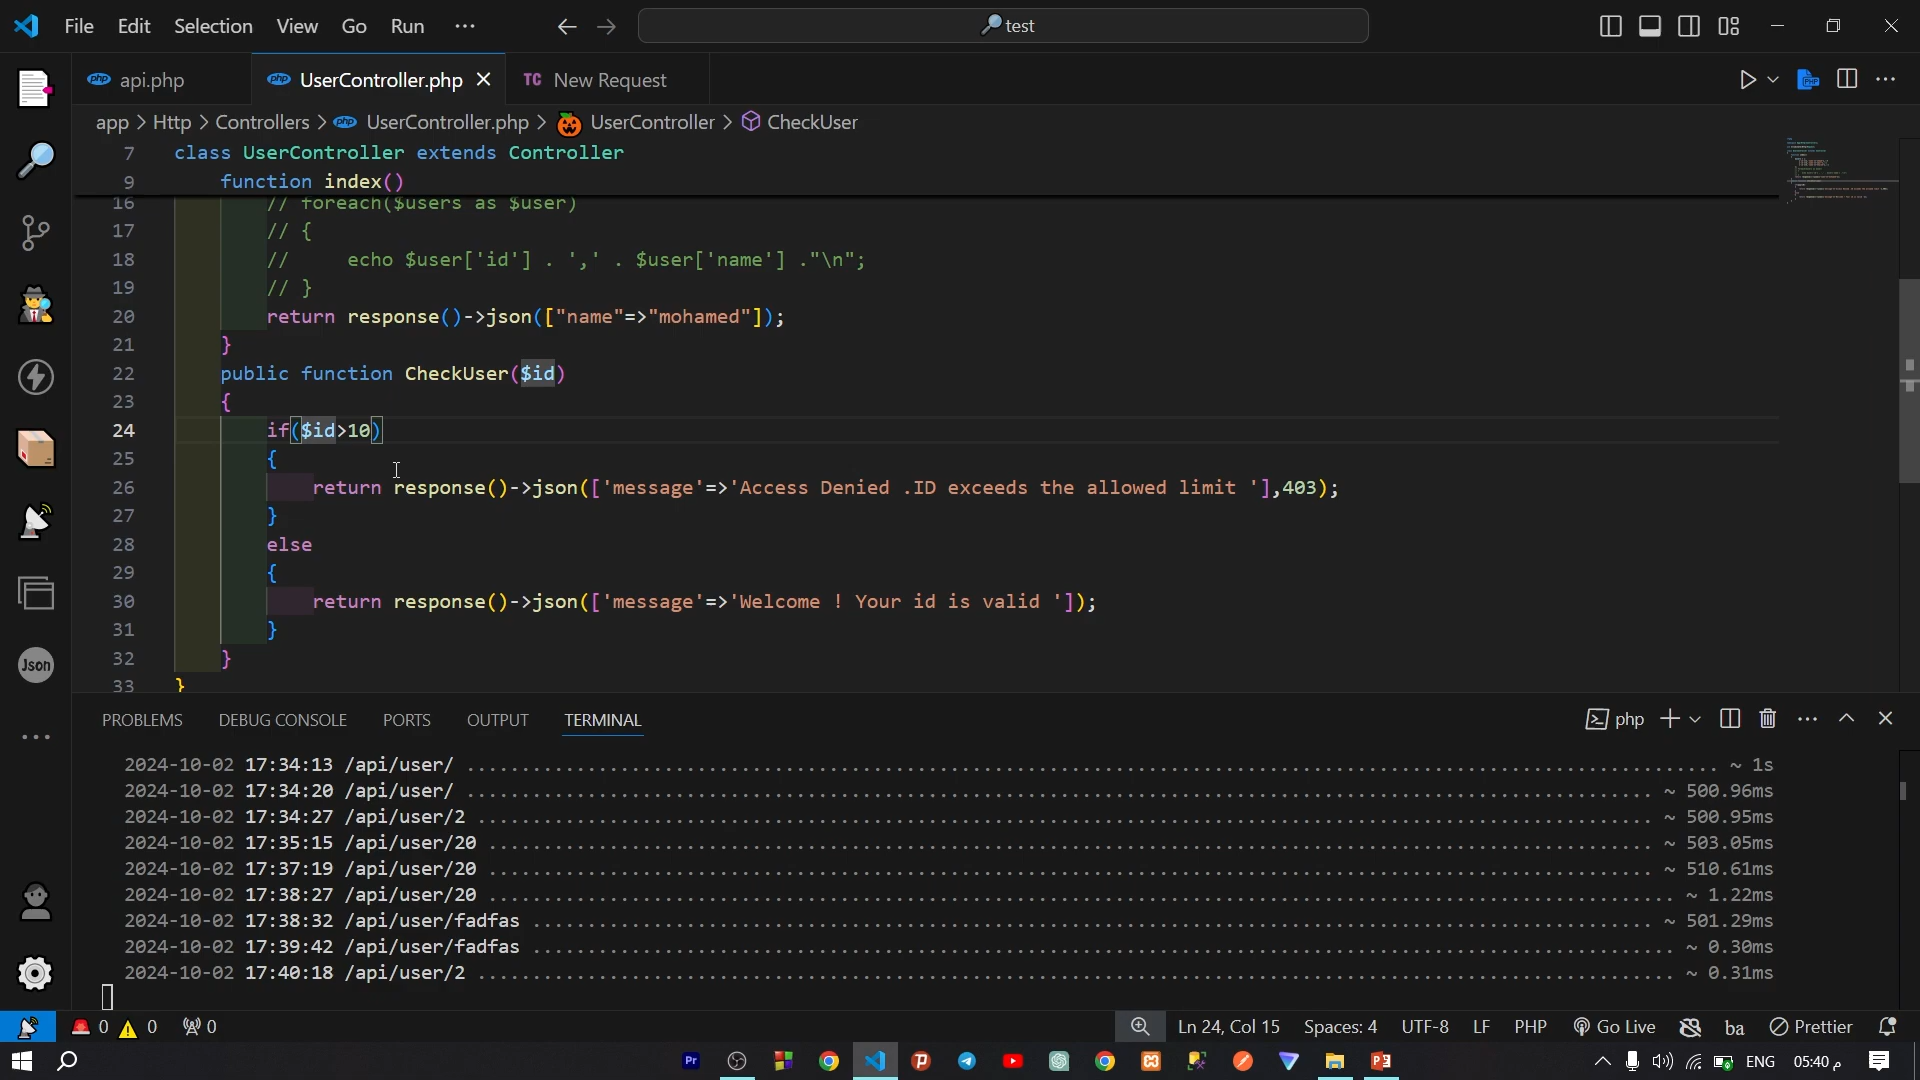 File Edit Selection View Go Run ··· test
api.php UserController.php TC New Request
app > Http > Controllers > UserController.php > UserController > CheckUser
7 class UserController extends Controller
9 function index()
16 // foreach($users as $user)
17 // {
18 // echo $user['id'] . ',' . $user['name'] ."\n";
19 // }
20 return response()->json(["name"=>"mohamed"]);
21 }
22 public function CheckUser($id)
23 {
24 if($id>10)
25 {
26 return response()->json(['message'=>'Access Denied .ID exceeds the allowed limit '],403);
27 }
28 else
29 {
30 return response()->json(['message'=>'Welcome ! Your id is valid ']);
31 }
32 }
33 }
PROBLEMS DEBUG CONSOLE PORTS OUTPUT TERMINAL php
2024-10-02 17:34:13 /api/user/ ~ 1s
2024-10-02 17:34:20 /api/user/ ~ 500.96ms
2024-10-02 17:34:27 /api/user/2 ~ 500.95ms
2024-10-02 17:35:15 /api/user/20 ~ 503.05ms
2024-10-02 17:37:19 /api/user/20 ~ 510.61ms
2024-10-02 17:38:27 /api/user/20 ~ 1.22ms
2024-10-02 17:38:32 /api/user/fadfas ~ 501.29ms
2024-10-02 17:39:42 /api/user/fadfas ~ 0.30ms
2024-10-02 17:40:18 /api/user/2 ~ 0.31ms
Json
0 0 0 Ln 24, Col 15 Spaces: 4 UTF-8 LF PHP Go Live ba Prettier
Pr ENG 05:40 م